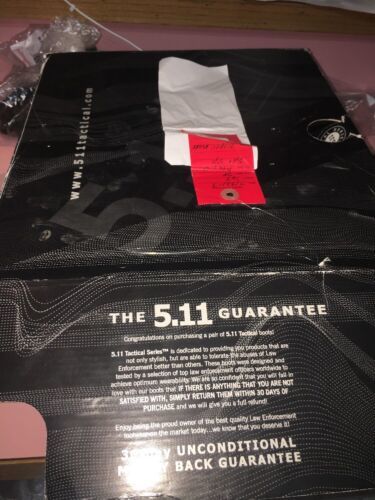 www.511tactical.com
5.11
THE 5.11 GUARANTEE
Congratulations on purchasing a pair of 5.11 Tactical boots!
5.11 Tactical Series™ is dedicated to providing you products that are
not only stylish, but are able to tolerate the abuses of Law
Enforcement better than others. These boots were designed and
tested by a selection of top law enforcement officers worldwide to
achieve optimum wearability. We are so confident that you will fall in
love with our boots that IF THERE IS ANYTHING THAT YOU ARE NOT
SATISFIED WITH, SIMPLY RETURN THEM WITHIN 30 DAYS OF
PURCHASE and we will give you a full refund!
Enjoy being the proud owner of the best quality Law Enforcement
boots on the market today...we know that you deserve it!
UNCONDITIONAL
BACK GUARANTEE